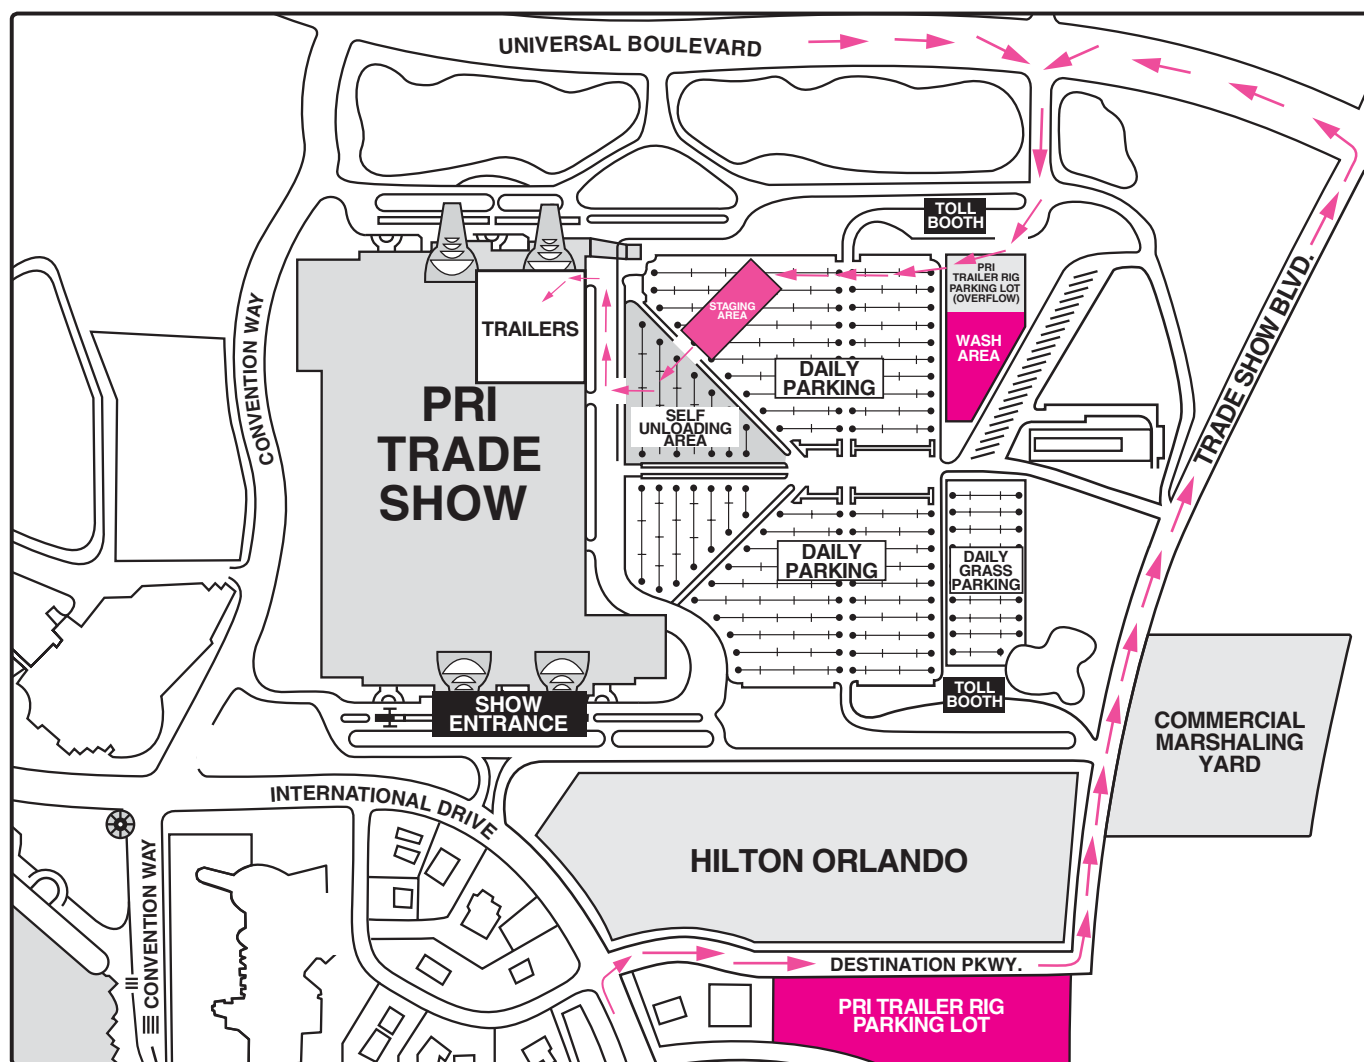 UNIVERSAL BOULEVARD
TOLL
BOOTH
PRI
TRAILER RIG
PARKING LOT
(OVERFLOW)
STAGING
AREA
TRAILERS
WASH
AREA
CONVENTION WAY
TRADE SHOW BLVD.
DAILY
PARKING
PRI
TRADE
SHOW
SELF
UNLOADING
AREA
DAILY
PARKING
DAILY
GRASS
PARKING
TOLL
BOOTH
SHOW
ENTRANCE
COMMERCIAL
MARSHALING
YARD
INTERNATIONAL DRIVE
HILTON ORLANDO
CONVENTION WAY
DESTINATION PKWY.
PRI TRAILER RIG
PARKING LOT